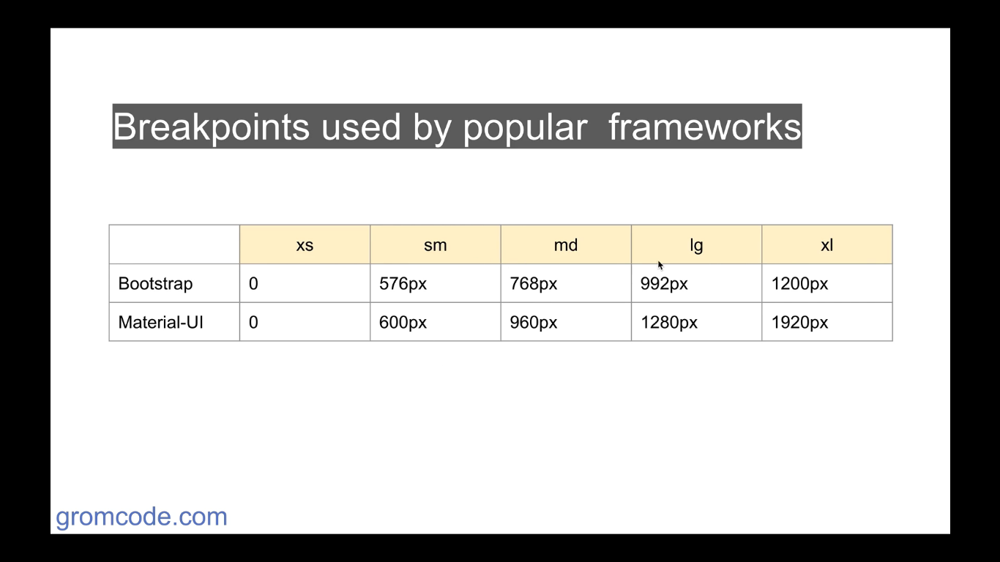 Breakpoints used by popular  frameworks
xs sm md lg xl
Bootstrap 0 576px 768px 992px 1200px
Material-UI 0 600px 960px 1280px 1920px
gromcode.com